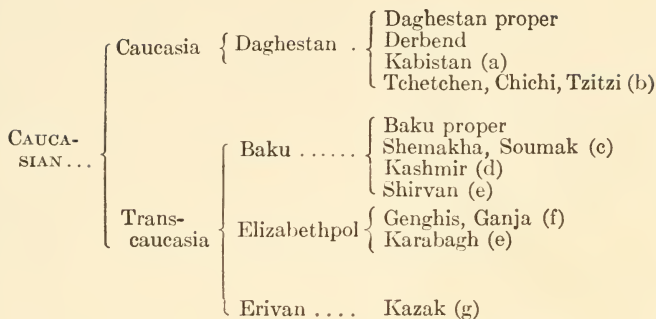 Daghestan proper
Caucasia { Daghestan . Derbend
Kabistan (a)
Tchetchen, Chichi, Tzitzi (b)
CAUCA-
SIAN...
Baku proper
Baku ...... Shemakha, Soumak (c)
Kashmir (d)
Shirvan (e)
Trans-
caucasia
Elizabethpol
Genghis, Ganja (f)
Karabagh (e)
Erivan .... Kazak (g)